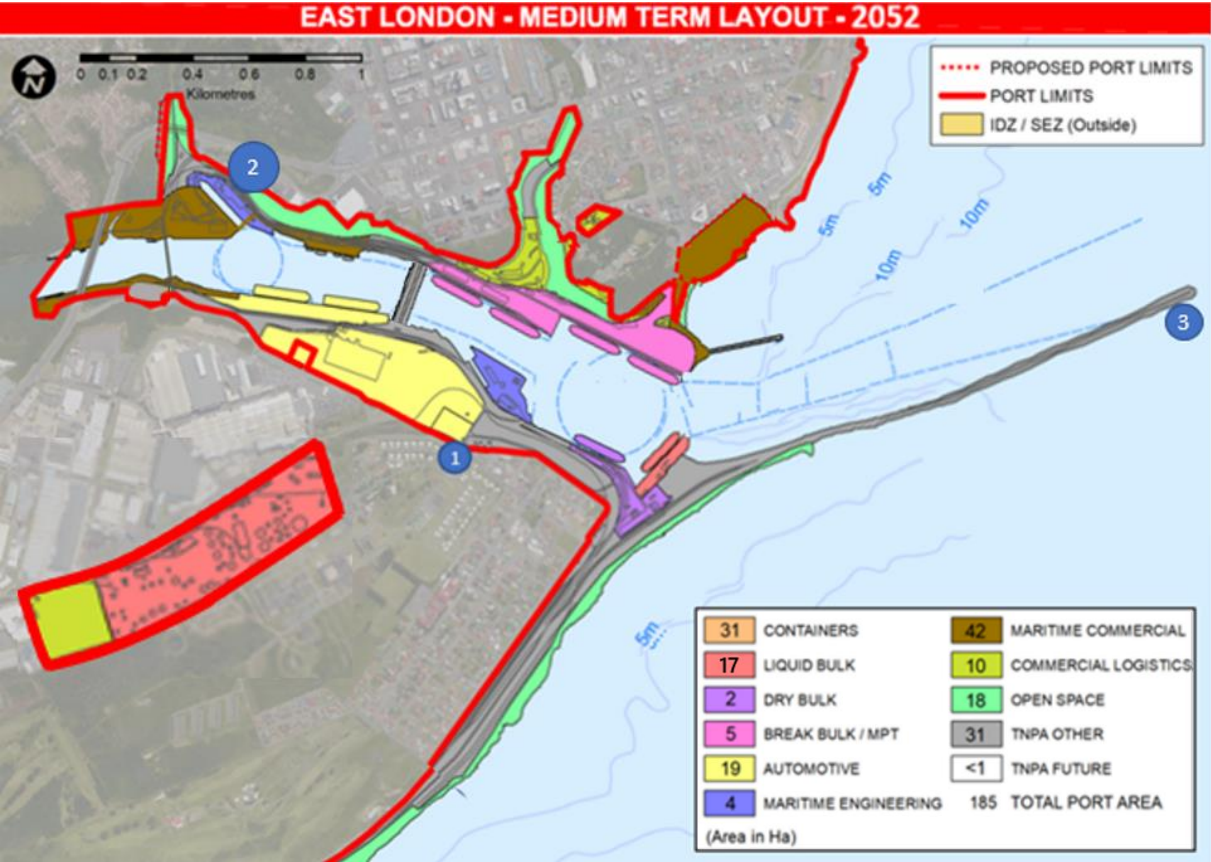 EAST LONDON - MEDIUM TERM LAYOUT - 2052
N
0 0.1 0.2 0.4 0.6 0.8 1
Kilometres
PROPOSED PORT LIMITS
PORT LIMITS
IDZ / SEZ (Outside)
2
5m
10m
5m
10m
3
1
5m
31 CONTAINERS
17 LIQUID BULK
2 DRY BULK
5 BREAK BULK / MPT
19 AUTOMOTIVE
4 MARITIME ENGINEERING
(Area in Ha)
42 MARITIME COMMERCIAL
10 COMMERCIAL LOGISTICS
18 OPEN SPACE
31 TNPA OTHER
<1 TNPA FUTURE
185 TOTAL PORT AREA